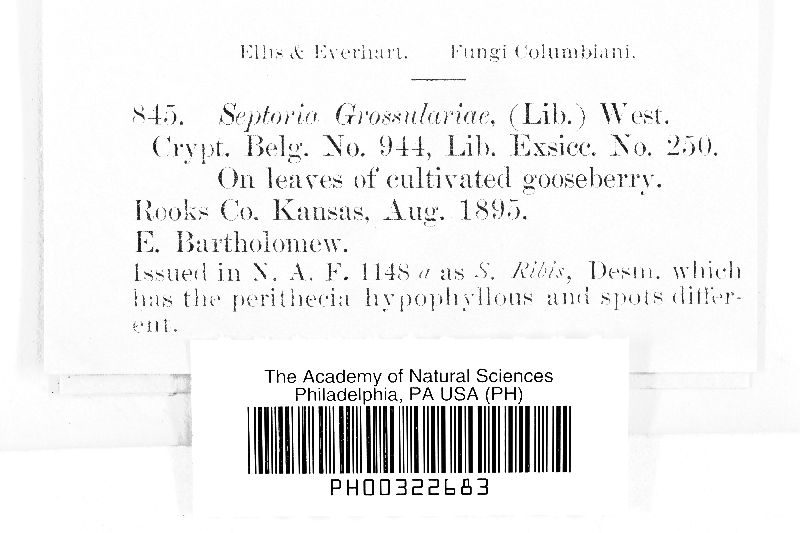 Ellis & Everhart. Fungi Columbiani.
845. Septoria Grossulariae, (Lib.) West.
Crypt. Belg. No. 944, Lib. Exsicc. No. 250.
On leaves of cultivated gooseberry.
Rooks Co. Kansas, Aug. 1895.
E. Bartholomew.
Issued in N. A. F. 1148 a as S. Ribis, Desm. which
has the perithecia hypophyllous and spots differ-
ent.
The Academy of Natural Sciences
Philadelphia, PA USA (PH)
PH00322683